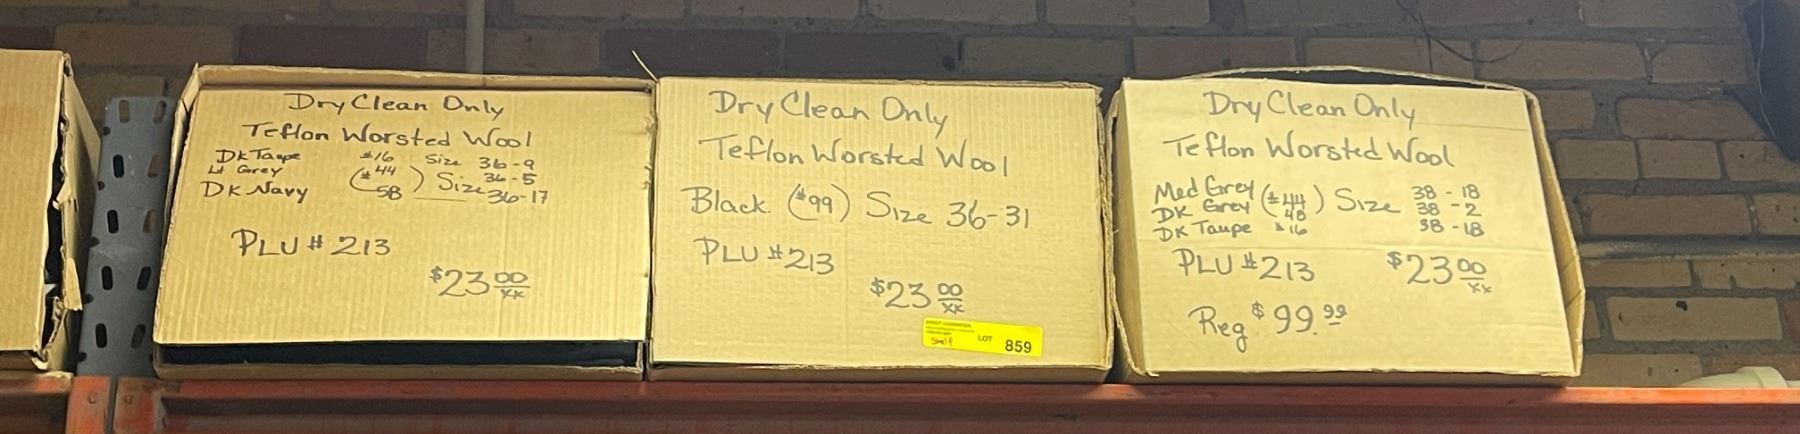 Dry Clean Only
Teflon Worsted Wool
DK Taupe #16 Size 36-9
Lt Grey (#44) Size 36-5
DK Navy 58 36-17
PLU # 213
$23 00/xx
Dry Clean Only
Teflon Worsted Wool
Black (#99) Size 36-31
PLU #213
$23 00/xx
LOT 859
Shelf
Dry Clean Only
Teflon Worsted Wool
Med Grey (#44) Size 38-18
DK Grey 48 38-2
DK Taupe #16 38-18
PLU #213 $23 00/xx
Reg $99.99